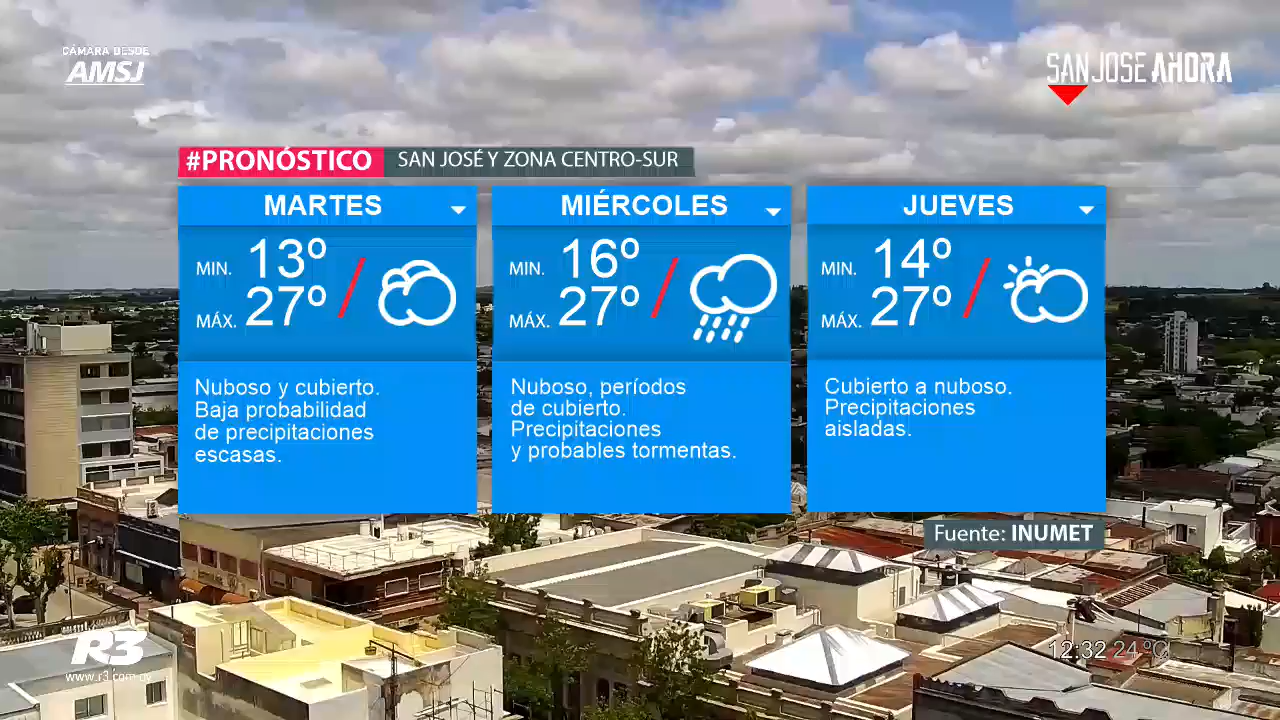 CÁMARA DESDE
AMSJ
SAN JOSE AHORA
#PRONÓSTICO SAN JOSÉ Y ZONA CENTRO-SUR
MARTES
MIN. 13º
MÁX. 27º
Nuboso y cubierto.
Baja probabilidad
de precipitaciones
escasas.
MIÉRCOLES
MIN. 16º
MÁX. 27º
Nuboso, períodos
de cubierto.
Precipitaciones
y probables tormentas.
JUEVES
MIN. 14º
MÁX. 27º
Cubierto a nuboso.
Precipitaciones
aisladas.
Fuente: INUMET
R3
www.r3.com.uy
12:32 24 ºC